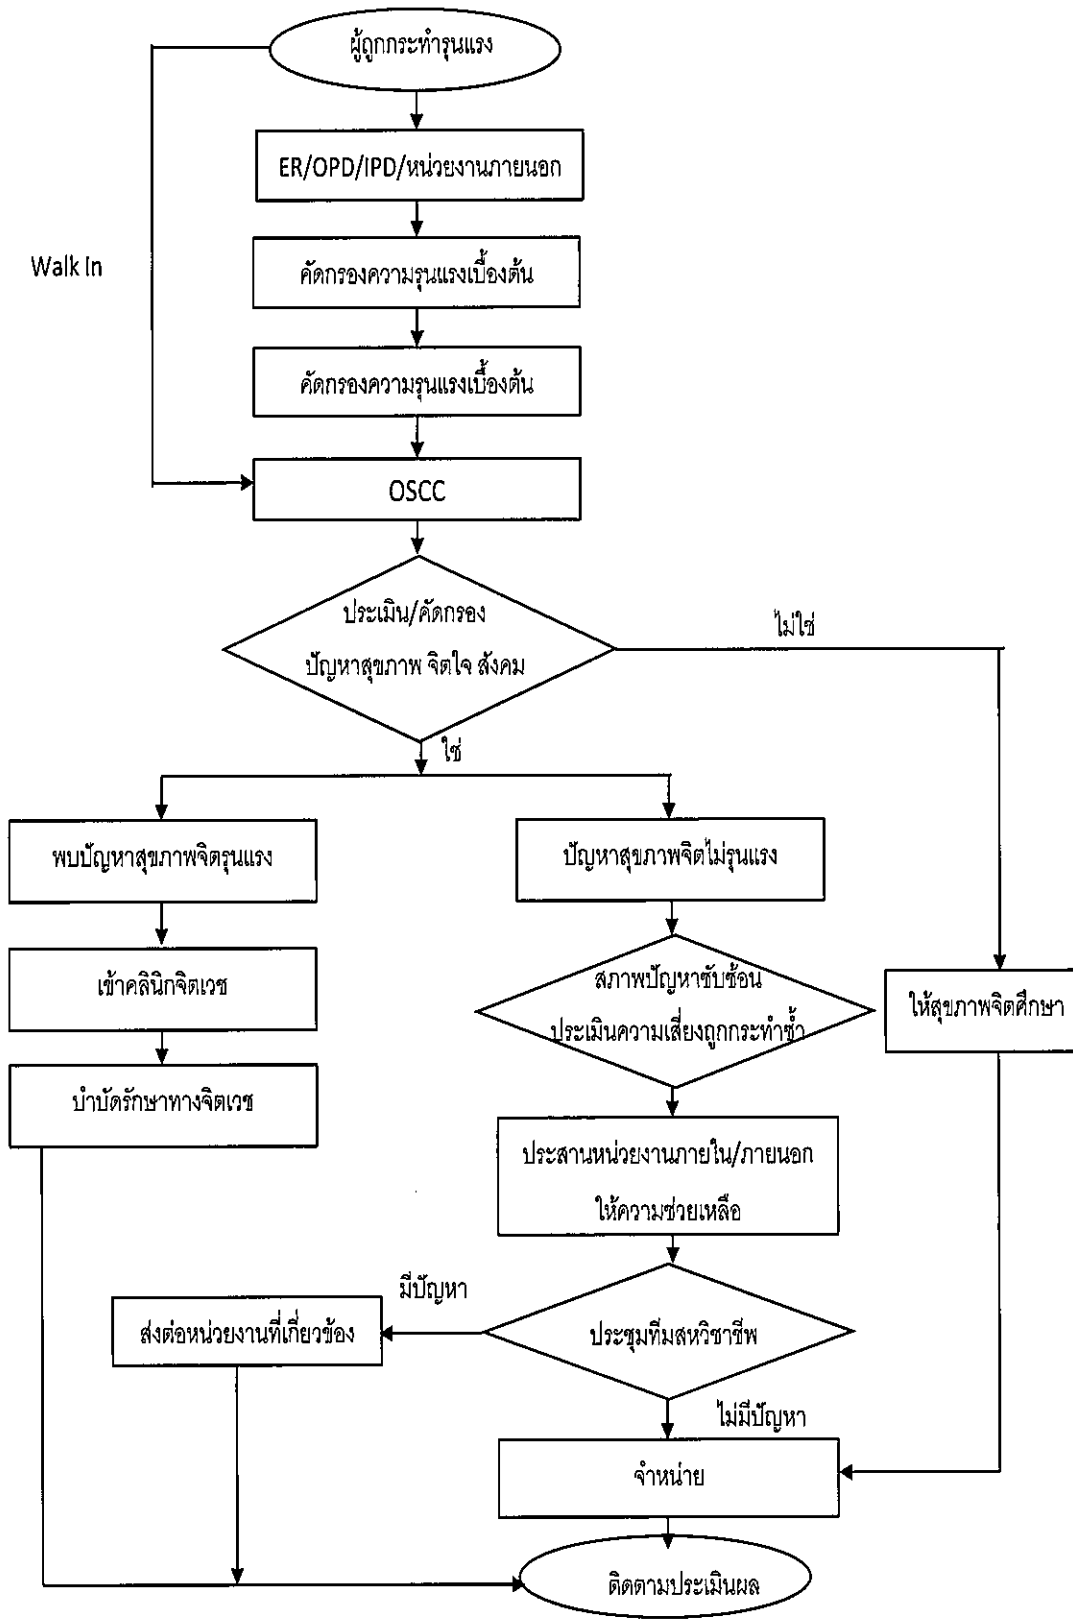 ผู้ถูกกระทำรุนแรง
ER/OPD/IPD/หน่วยงานภายนอก
Walk In
คัดกรองความรุนแรงเบื้องต้น
คัดกรองความรุนแรงเบื้องต้น
OSCC
ประเมิน/คัดกรอง
ปัญหาสุขภาพ จิตใจ สังคม
ไม่ใช่
ใช่
พบปัญหาสุขภาพจิตรุนแรง
ปัญหาสุขภาพจิตไม่รุนแรง
เข้าคลินิกจิตเวช
สภาพปัญหาซับซ้อน
ประเมินความเสี่ยงถูกกระทำซ้ำ
ให้สุขภาพจิตศึกษา
บำบัดรักษาทางจิตเวช
ประสานหน่วยงานภายใน/ภายนอก
ให้ความช่วยเหลือ
มีปัญหา
ส่งต่อหน่วยงานที่เกี่ยวข้อง
ประชุมทีมสหวิชาชีพ
ไม่มีปัญหา
จำหน่าย
ติดตามประเมินผล